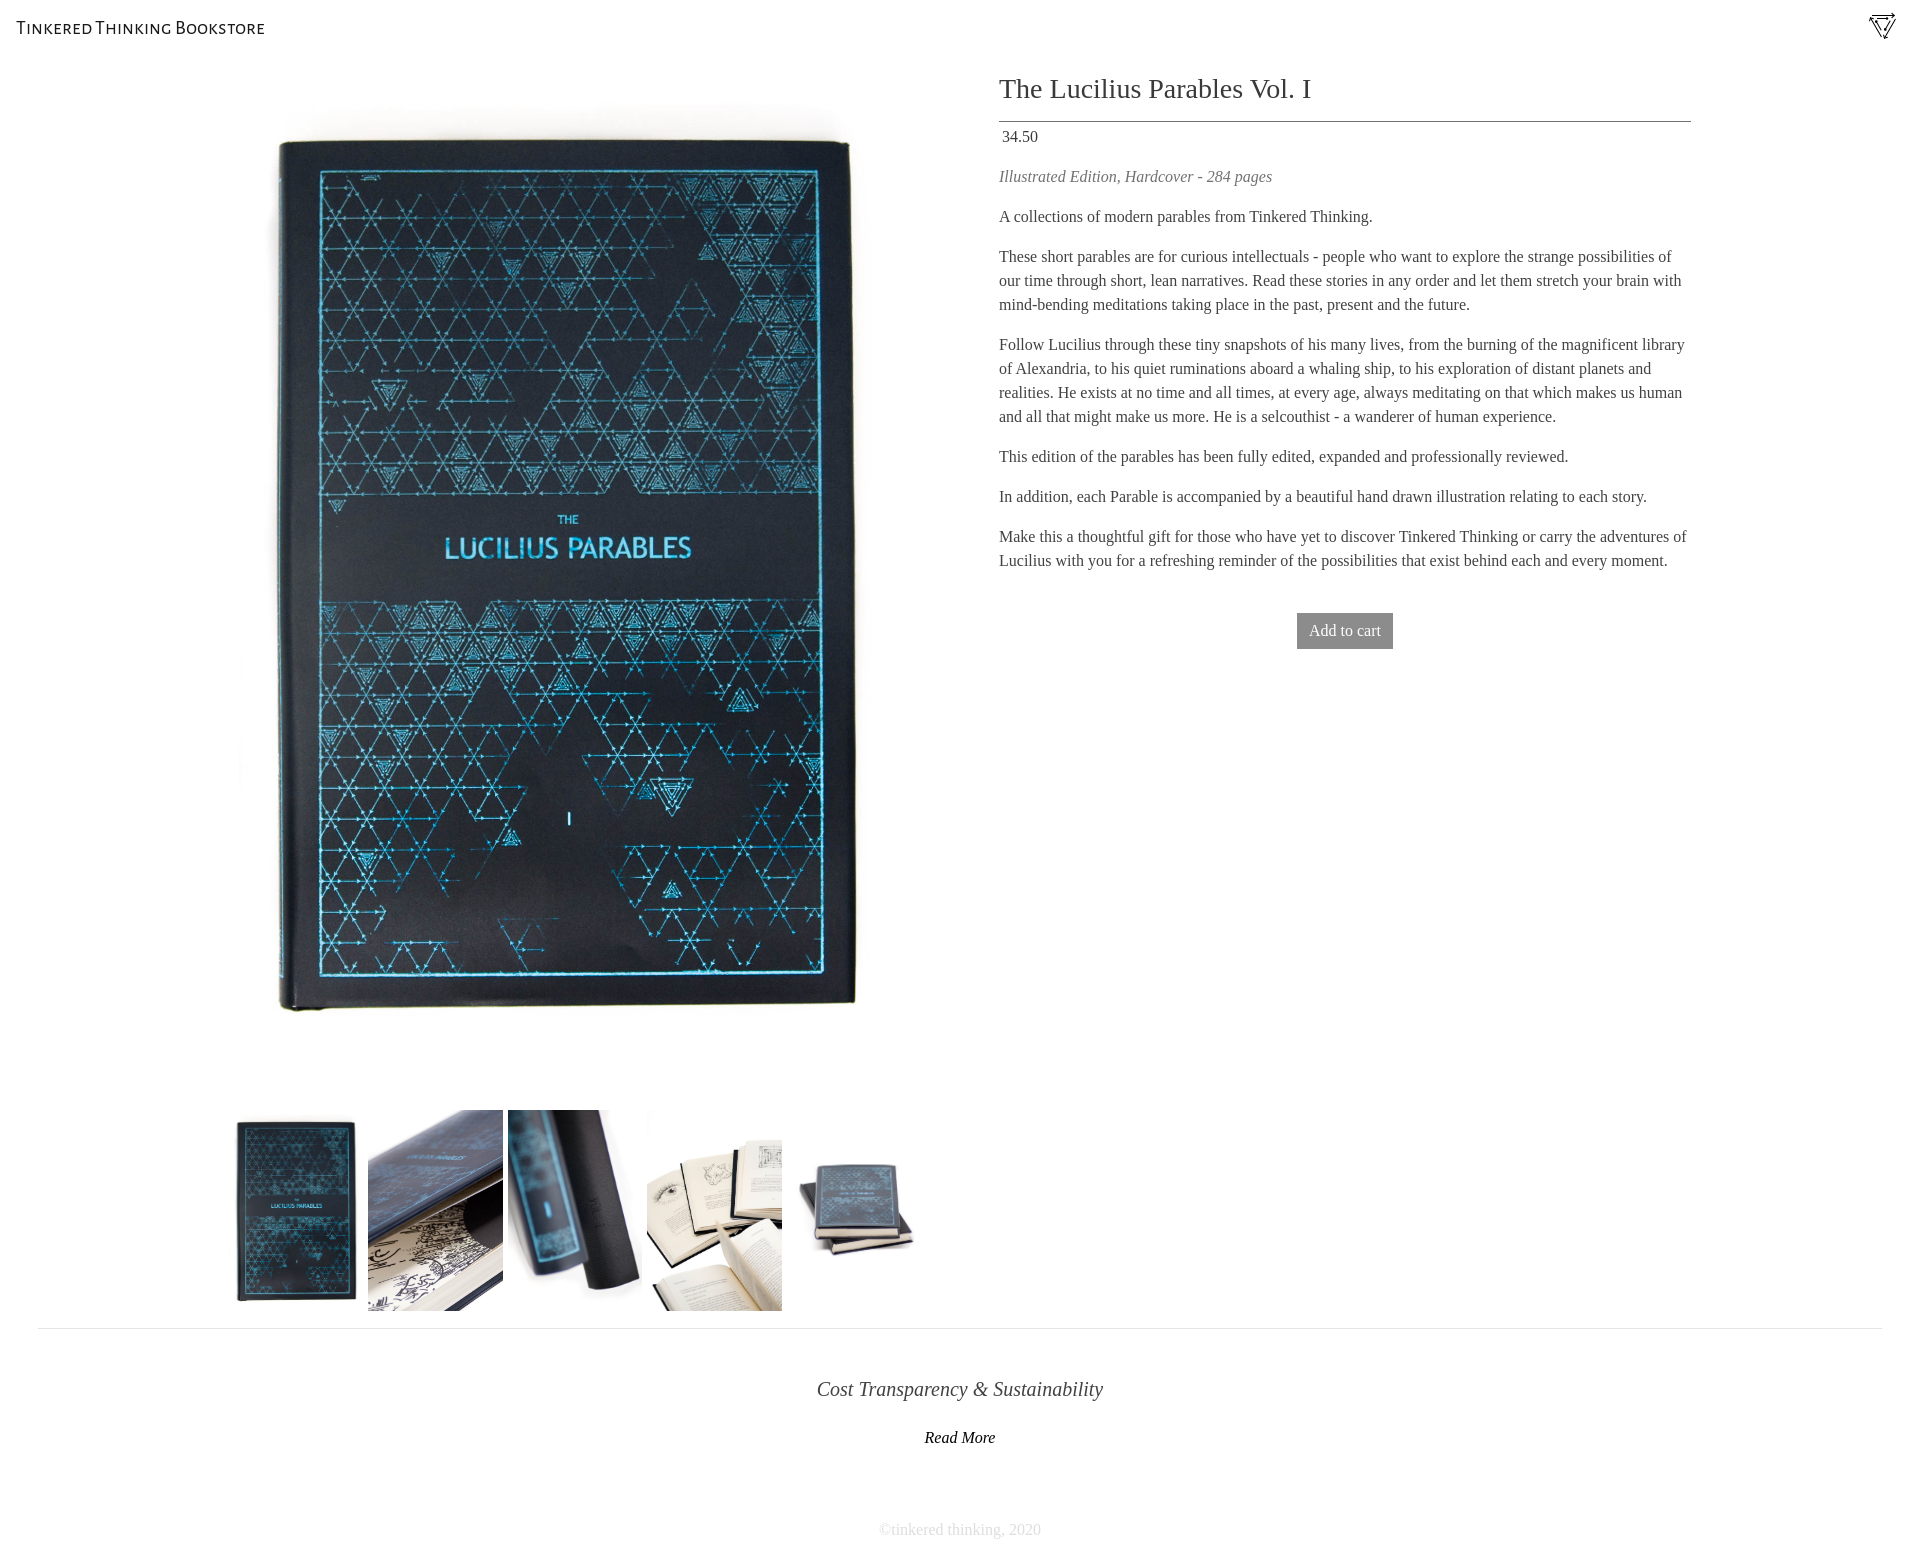 Tinkered Thinking Bookstore
The Lucilius Parables Vol. I
34.50
Illustrated Edition, Hardcover - 284 pages
A collections of modern parables from Tinkered Thinking.
These short parables are for curious intellectuals - people who want to explore the strange possibilities of
our time through short, lean narratives. Read these stories in any order and let them stretch your brain with
mind-bending meditations taking place in the past, present and the future.
Follow Lucilius through these tiny snapshots of his many lives, from the burning of the magnificent library
of Alexandria, to his quiet ruminations aboard a whaling ship, to his exploration of distant planets and
realities. He exists at no time and all times, at every age, always meditating on that which makes us human
and all that might make us more. He is a selcouthist - a wanderer of human experience.
This edition of the parables has been fully edited, expanded and professionally reviewed.
In addition, each Parable is accompanied by a beautiful hand drawn illustration relating to each story.
Make this a thoughtful gift for those who have yet to discover Tinkered Thinking or carry the adventures of
Lucilius with you for a refreshing reminder of the possibilities that exist behind each and every moment.
Add to cart
THE
LUCILIUS PARABLES
I
LUCILIUS PARABLES
Cost Transparency & Sustainability
Read More
©tinkered thinking, 2020